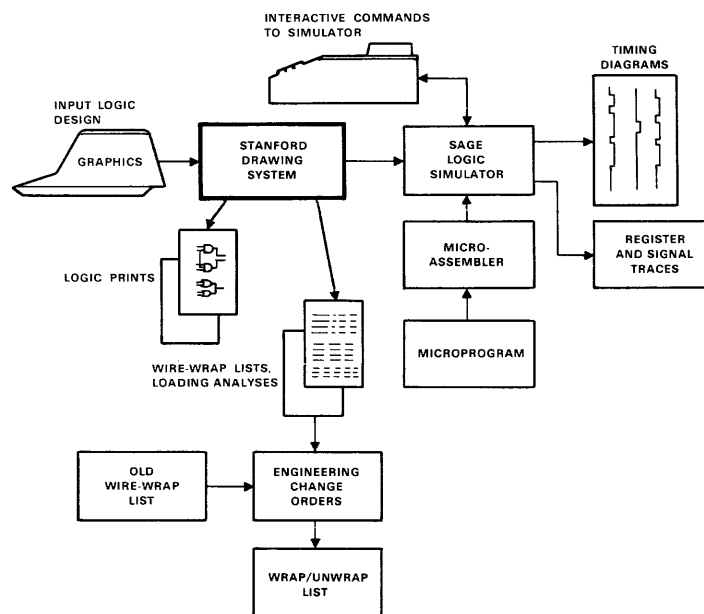 INTERACTIVE COMMANDS
TO SIMULATOR
TIMING
DIAGRAMS
INPUT LOGIC
DESIGN
GRAPHICS
STANFORD
DRAWING
SYSTEM
SAGE
LOGIC
SIMULATOR
LOGIC PRINTS
MICRO-
ASSEMBLER
REGISTER
AND SIGNAL
TRACES
WIRE-WRAP LISTS,
LOADING ANALYSES
MICROPROGRAM
OLD
WIRE-WRAP
LIST
ENGINEERING
CHANGE
ORDERS
WRAP/UNWRAP
LIST